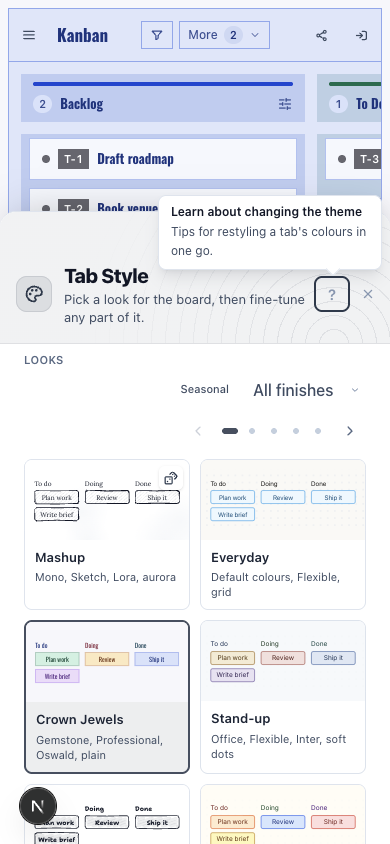 Kanban
More 2
2 Backlog
1 To Do
T-1 Draft roadmap
T-3
T-2 Book venue
Learn about changing the theme
Tips for restyling a tab's colours in
one go.
Tab Style
Pick a look for the board, then fine-tune
any part of it.
?
LOOKS
Seasonal All finishes
To do Doing Done
Plan work Review Ship it
Write brief
Mashup
Mono, Sketch, Lora, aurora
To do Doing Done
Plan work Review Ship it
Write brief
Everyday
Default colours, Flexible,
grid
To do Doing Done
Plan work Review Ship it
Write brief
Crown Jewels
Gemstone, Professional,
Oswald, plain
To do Doing Done
Plan work Review Ship it
Write brief
Stand-up
Office, Flexible, Inter, soft
dots
N
Doing Done
Plan work Review Ship it
Write brief
To do Doing Done
Plan work Review Ship it
Write brief